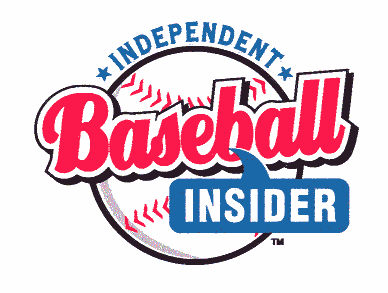 INDEPENDENT
Baseball
INSIDER
™